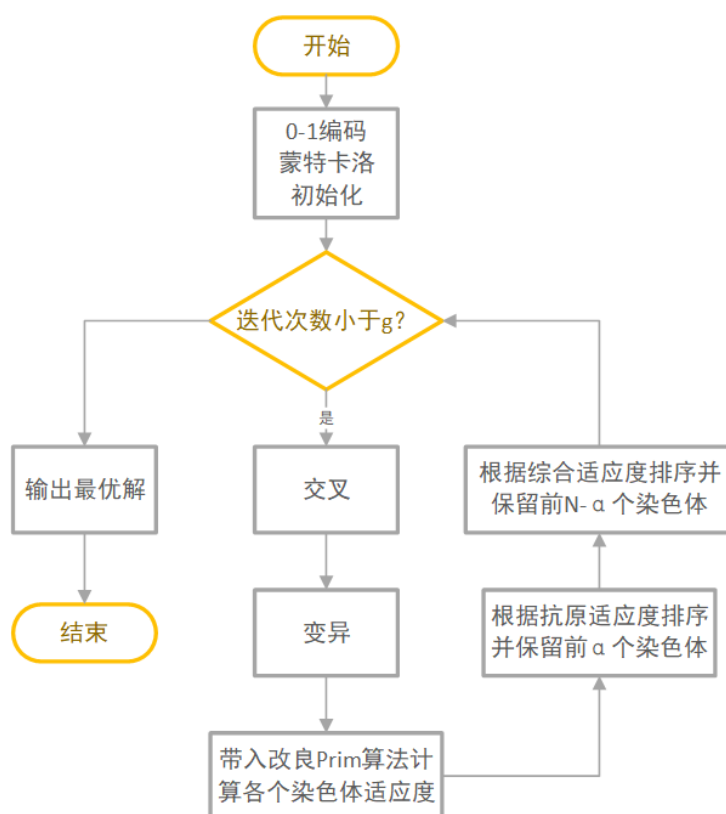 开始
0-1编码
蒙特卡洛
初始化
迭代次数小于g？
是
输出最优解
结束
交叉
变异
带入改良Prim算法计
算各个染色体适应度
根据抗原适应度排序
并保留前α个染色体
根据综合适应度排序并
保留前N-α个染色体